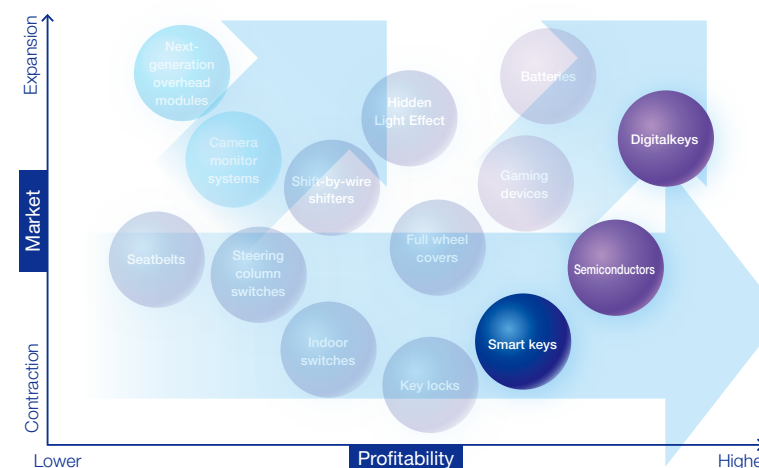 Expansion
Market
Contraction
Next-
generation
overhead
modules
Camera
monitor
systems
Shift-by-wire
shifters
Hidden
Light Effect
Batteries
Gaming
devices
Digitalkeys
Seatbelts
Steering
column
switches
Full wheel
covers
Semiconductors
Indoor
switches
Key locks
Smart keys
Lower
Profitability
Highe